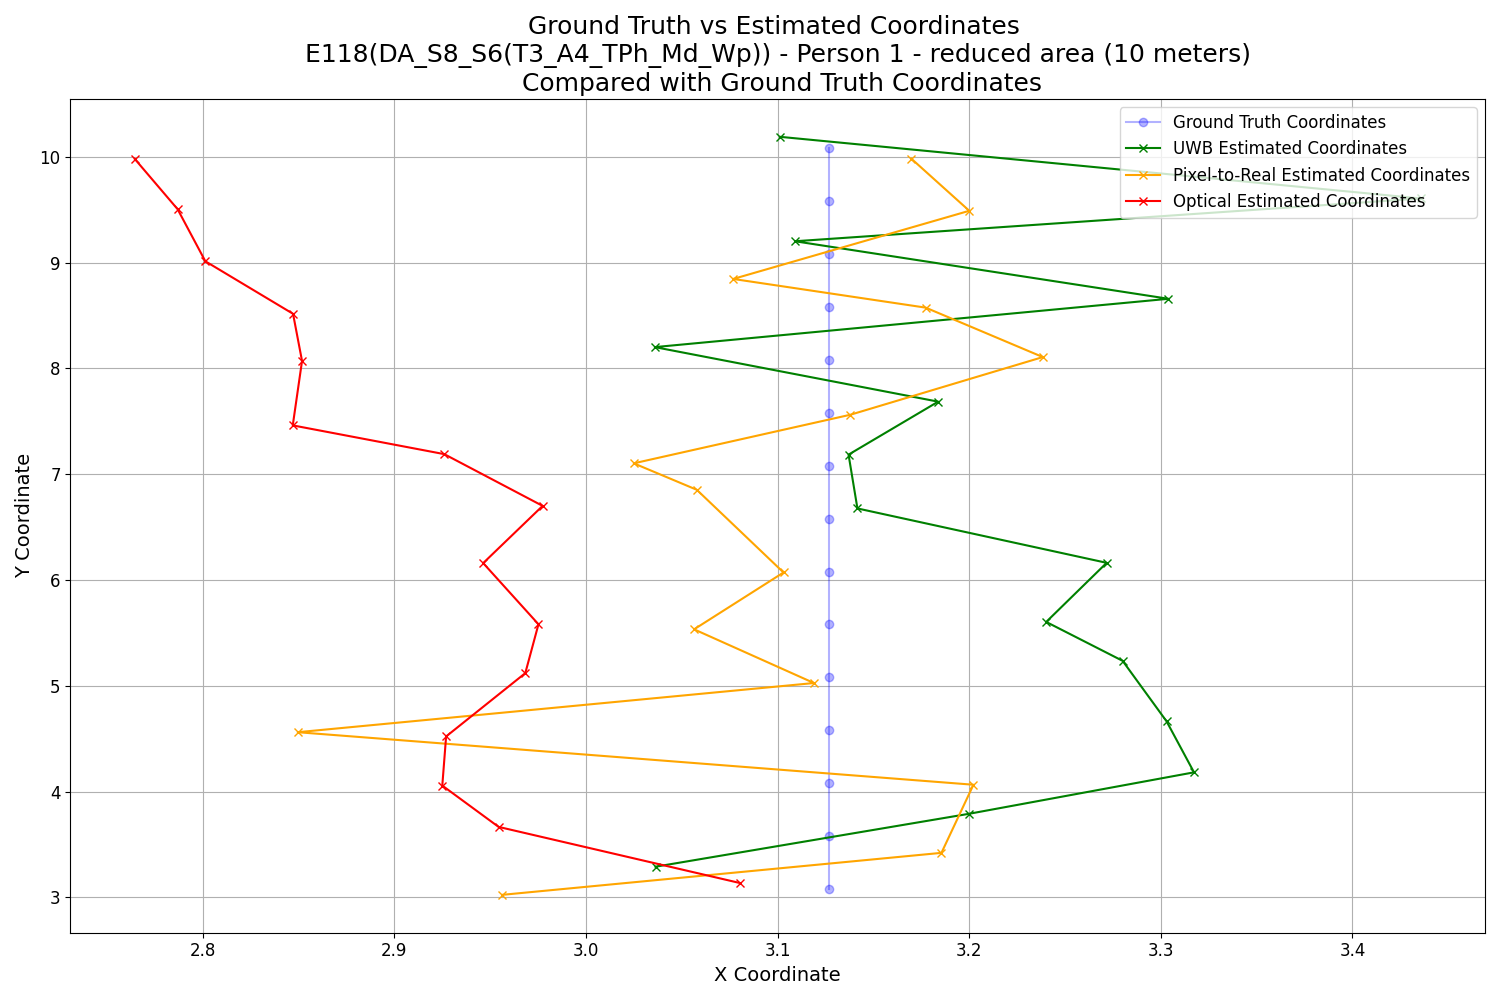 Ground Truth vs Estimated Coordinates
E118(DA_S8_S6(T3_A4_TPh_Md_Wp)) - Person 1 - reduced area (10 meters)
Compared with Ground Truth Coordinates
Ground Truth Coordinates
UWB Estimated Coordinates
Pixel-to-Real Estimated Coordinates
Optical Estimated Coordinates
Y Coordinate
10
9
8
7
6
5
4
3
2.8 2.9 3.0 3.1 3.2 3.3 3.4
X Coordinate